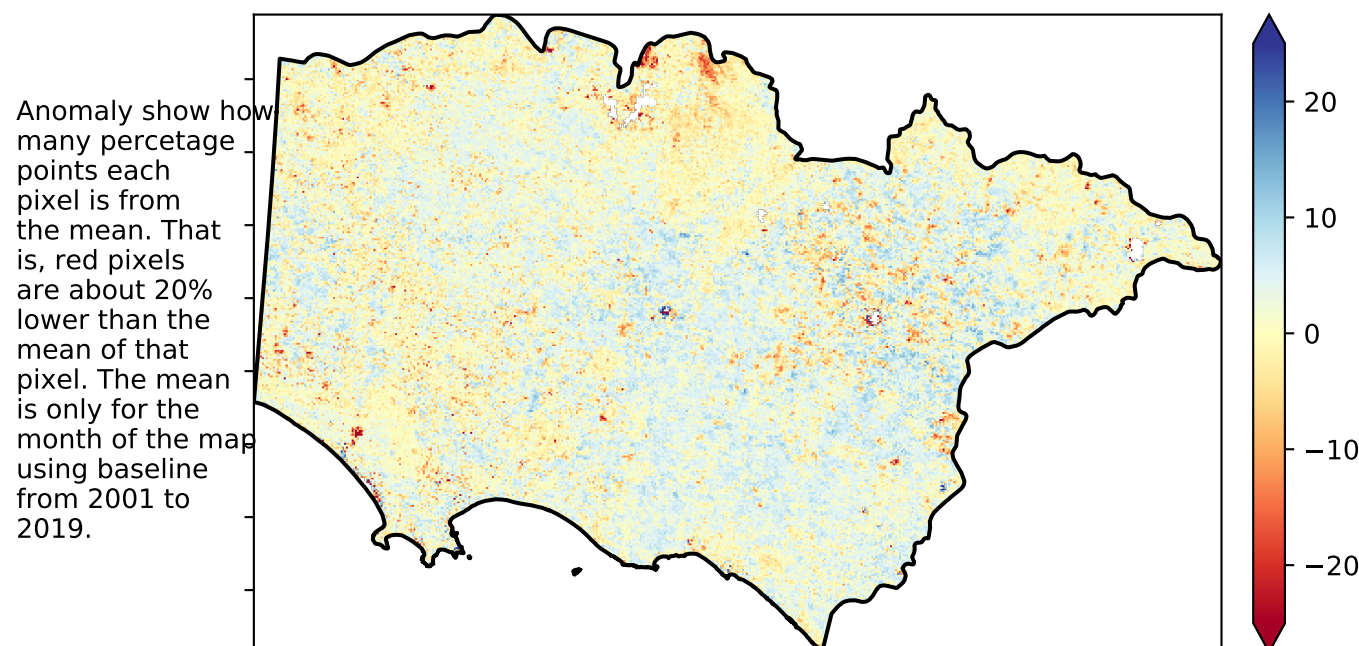 Anomaly show how
many percetage
points each
pixel is from
the mean. That
is, red pixels
are about 20%
lower than the
mean of that
pixel. The mean
is only for the
month of the map
using baseline
from 2001 to
2019.
20
10
0
−10
−20